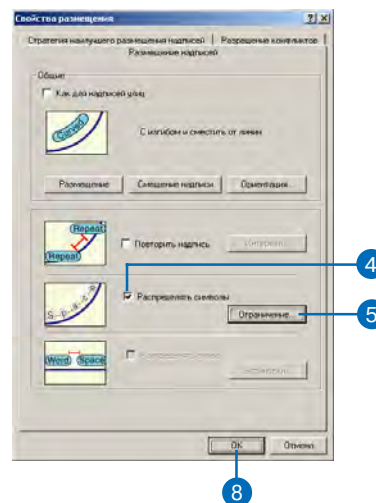 Свойства размещения
Стратегия наилучшего размещения надписей
Разрешение конфликтов
Размещение надписей
Общие
Как для надписей улиц
Curved
С изгибом и сместить от линии
Размещение
Смещение надписи
Ориентация...
Repeat
Repeat
Повторить надпись
Интервал...
4
S-p-a-c-e
Распределять символы
Ограничение...
5
Word Space
OK
Отмена
8